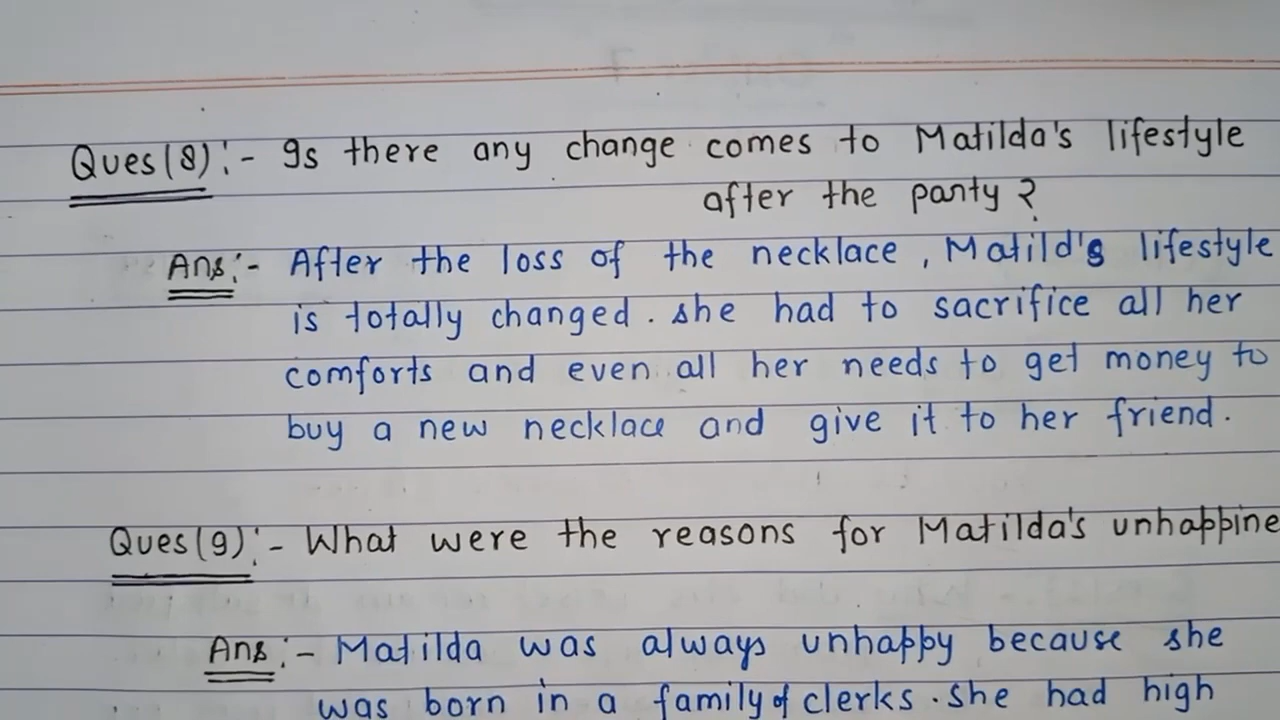 Ques(8):- Is there any change comes to Matilda's lifestyle
after the party?
Ans:- After the loss of the necklace, Matild's lifestyle
is totally changed. she had to sacrifice all her
comforts and even all her needs to get money to
buy a new necklace and give it to her friend.
Ques(9):- What were the reasons for Matilda's unhappine
Ans:- Matilda was always unhappy because she
was born in a family of clerks. She had high